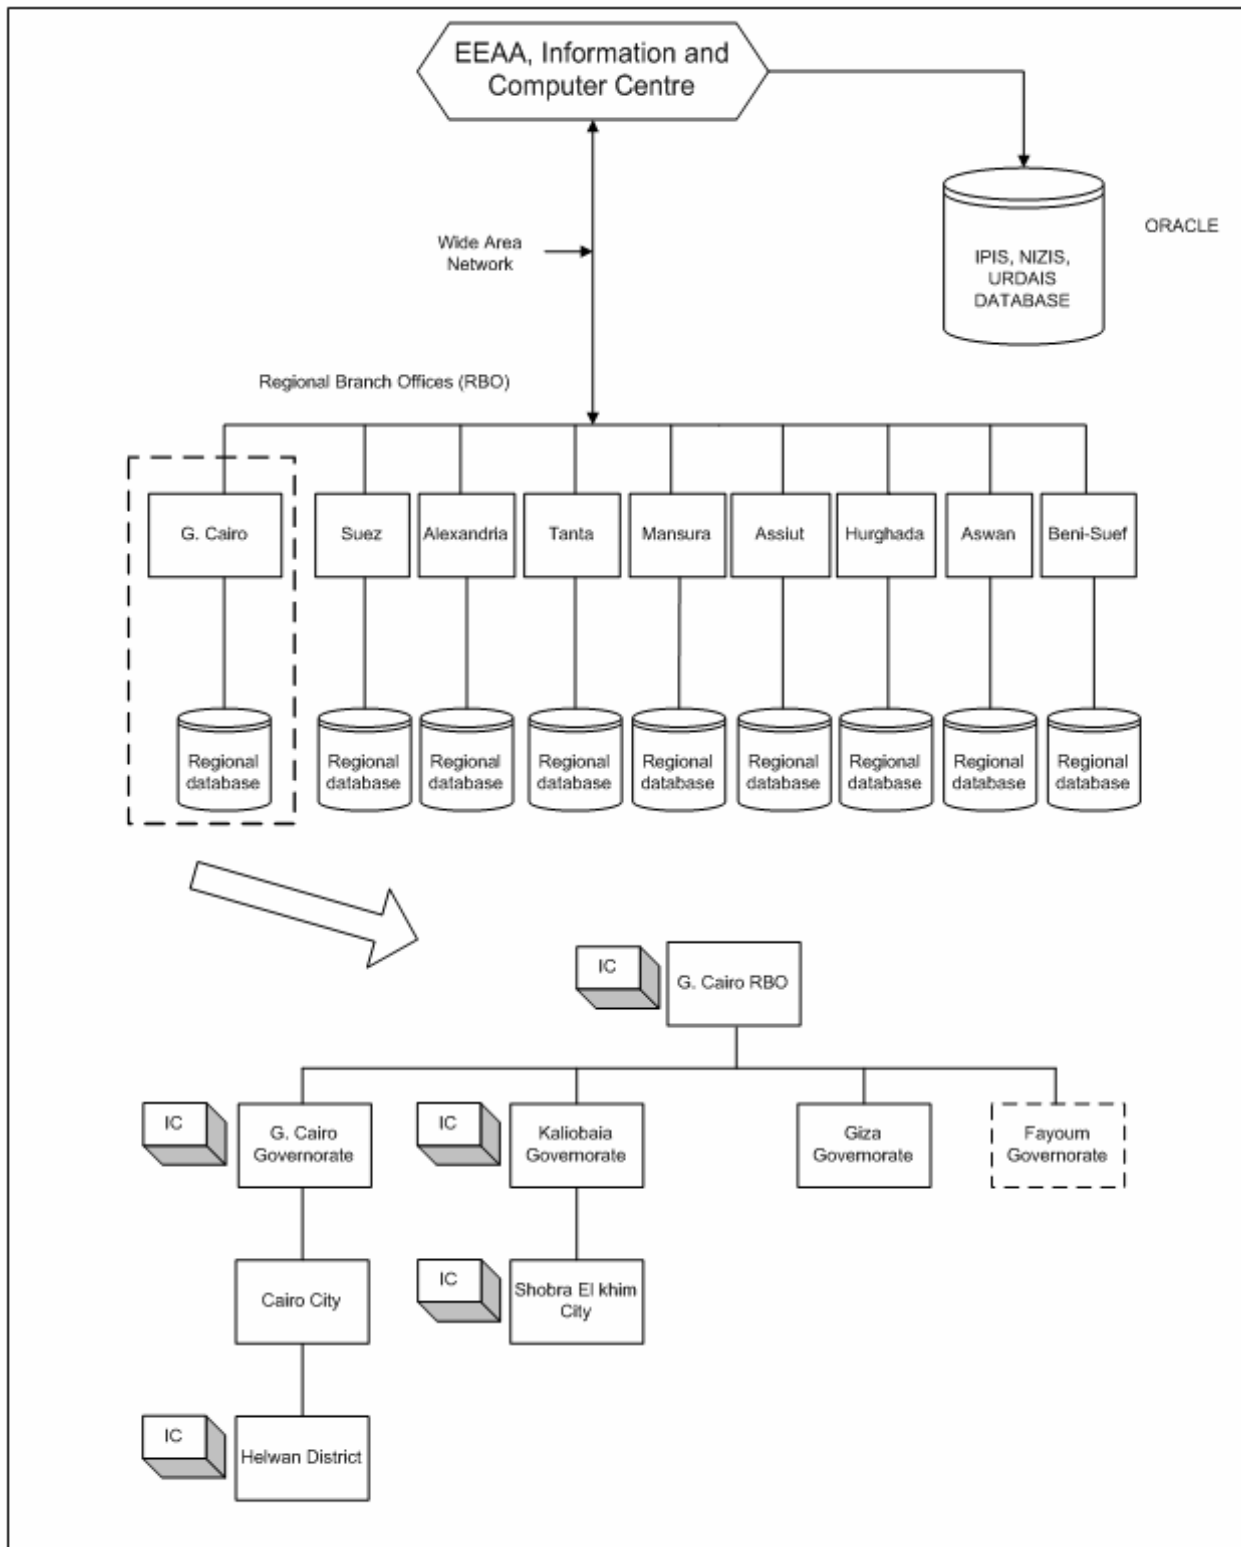 EEAA, Information and
Computer Centre
ORACLE
IPIS, NIZIS,
URDAIS
DATABASE
Wide Area
Network
Regional Branch Offices (RBO)
G. Cairo
Suez
Alexandria
Tanta
Mansura
Assiut
Hurghada
Aswan
Beni-Suef
Regional
database
Regional
database
Regional
database
Regional
database
Regional
database
Regional
database
Regional
database
Regional
database
Regional
database
IC
G. Cairo RBO
IC
G. Cairo
Governorate
IC
Kaliobaia
Governorate
Giza
Governorate
Fayoum
Governorate
Cairo City
IC
Shobra El khim
City
IC
Helwan District